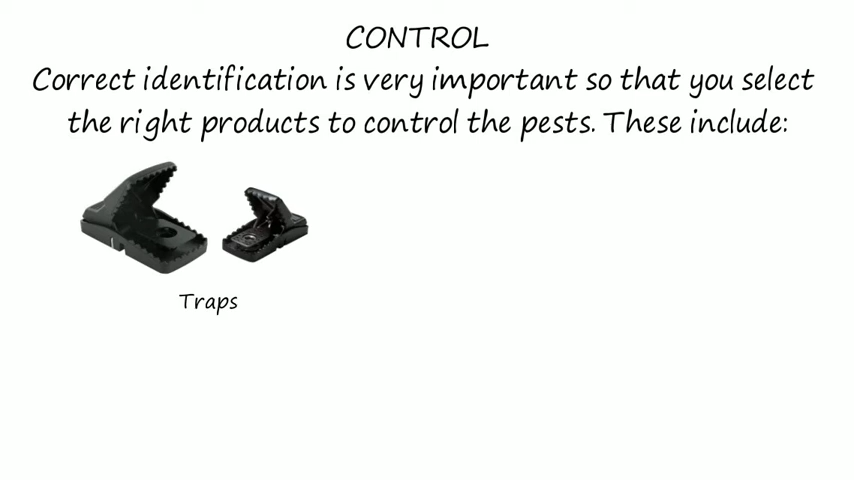 CONTROL
Correct identification is very important so that you select
the right products to control the pests. These include:
Traps